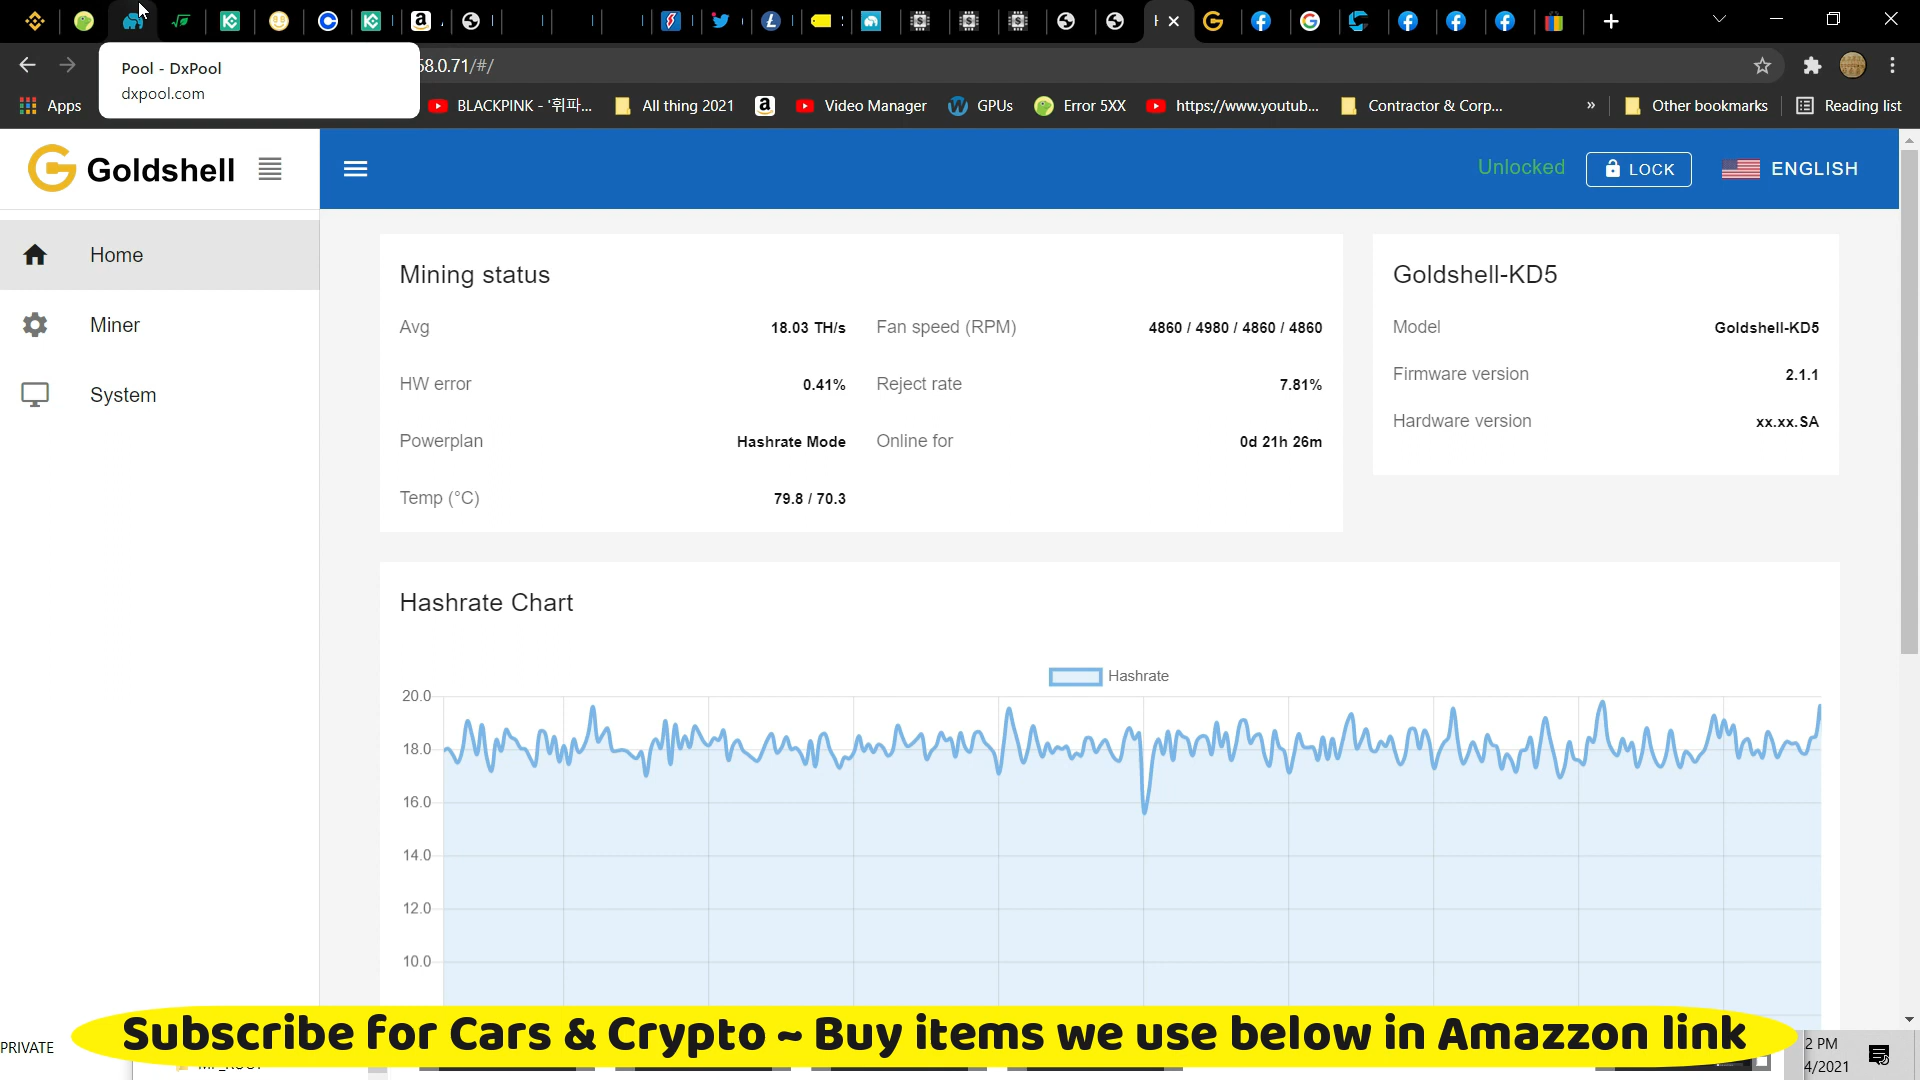 Pool - DxPool
dxpool.com
58.0.71/#/
Apps
BLACKPINK - '휘파...
All thing 2021
Video Manager
GPUs
Error 5XX
https://www.youtub...
Contractor & Corp...
»
Other bookmarks
Reading list
Goldshell
Unlocked
LOCK
ENGLISH
Home
Miner
System
Mining status
Avg 18.03 TH/s Fan speed (RPM) 4860 / 4980 / 4860 / 4860
HW error 0.41% Reject rate 7.81%
Powerplan Hashrate Mode Online for 0d 21h 26m
Temp (°C) 79.8 / 70.3
Goldshell-KD5
Model Goldshell-KD5
Firmware version 2.1.1
Hardware version xx.xx.SA
Hashrate Chart
Hashrate
20.0
18.0
16.0
14.0
12.0
10.0
Subscribe for Cars & Crypto ~ Buy items we use below in Amazzon link
PRIVATE
2 PM
4/2021